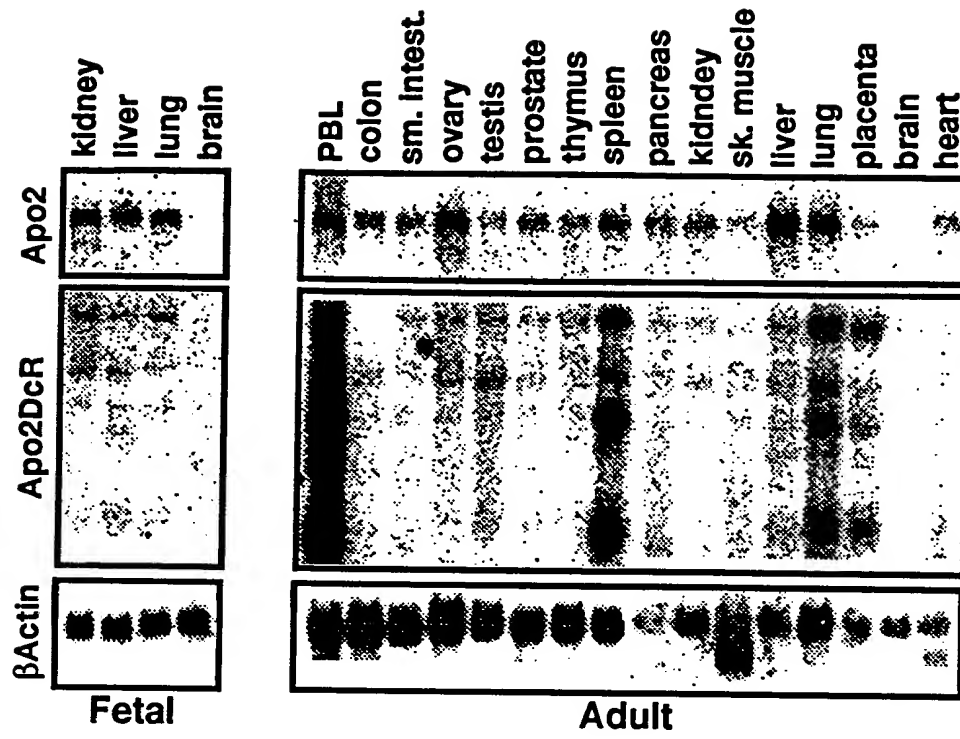 kidney
liver
lung
brain
PBL
colon
sm. intest.
ovary
testis
prostate
thymus
spleen
pancreas
kidndey
sk. muscle
liver
lung
placenta
brain
heart
Apo2
Apo2DcR
βActin
Fetal
Adult